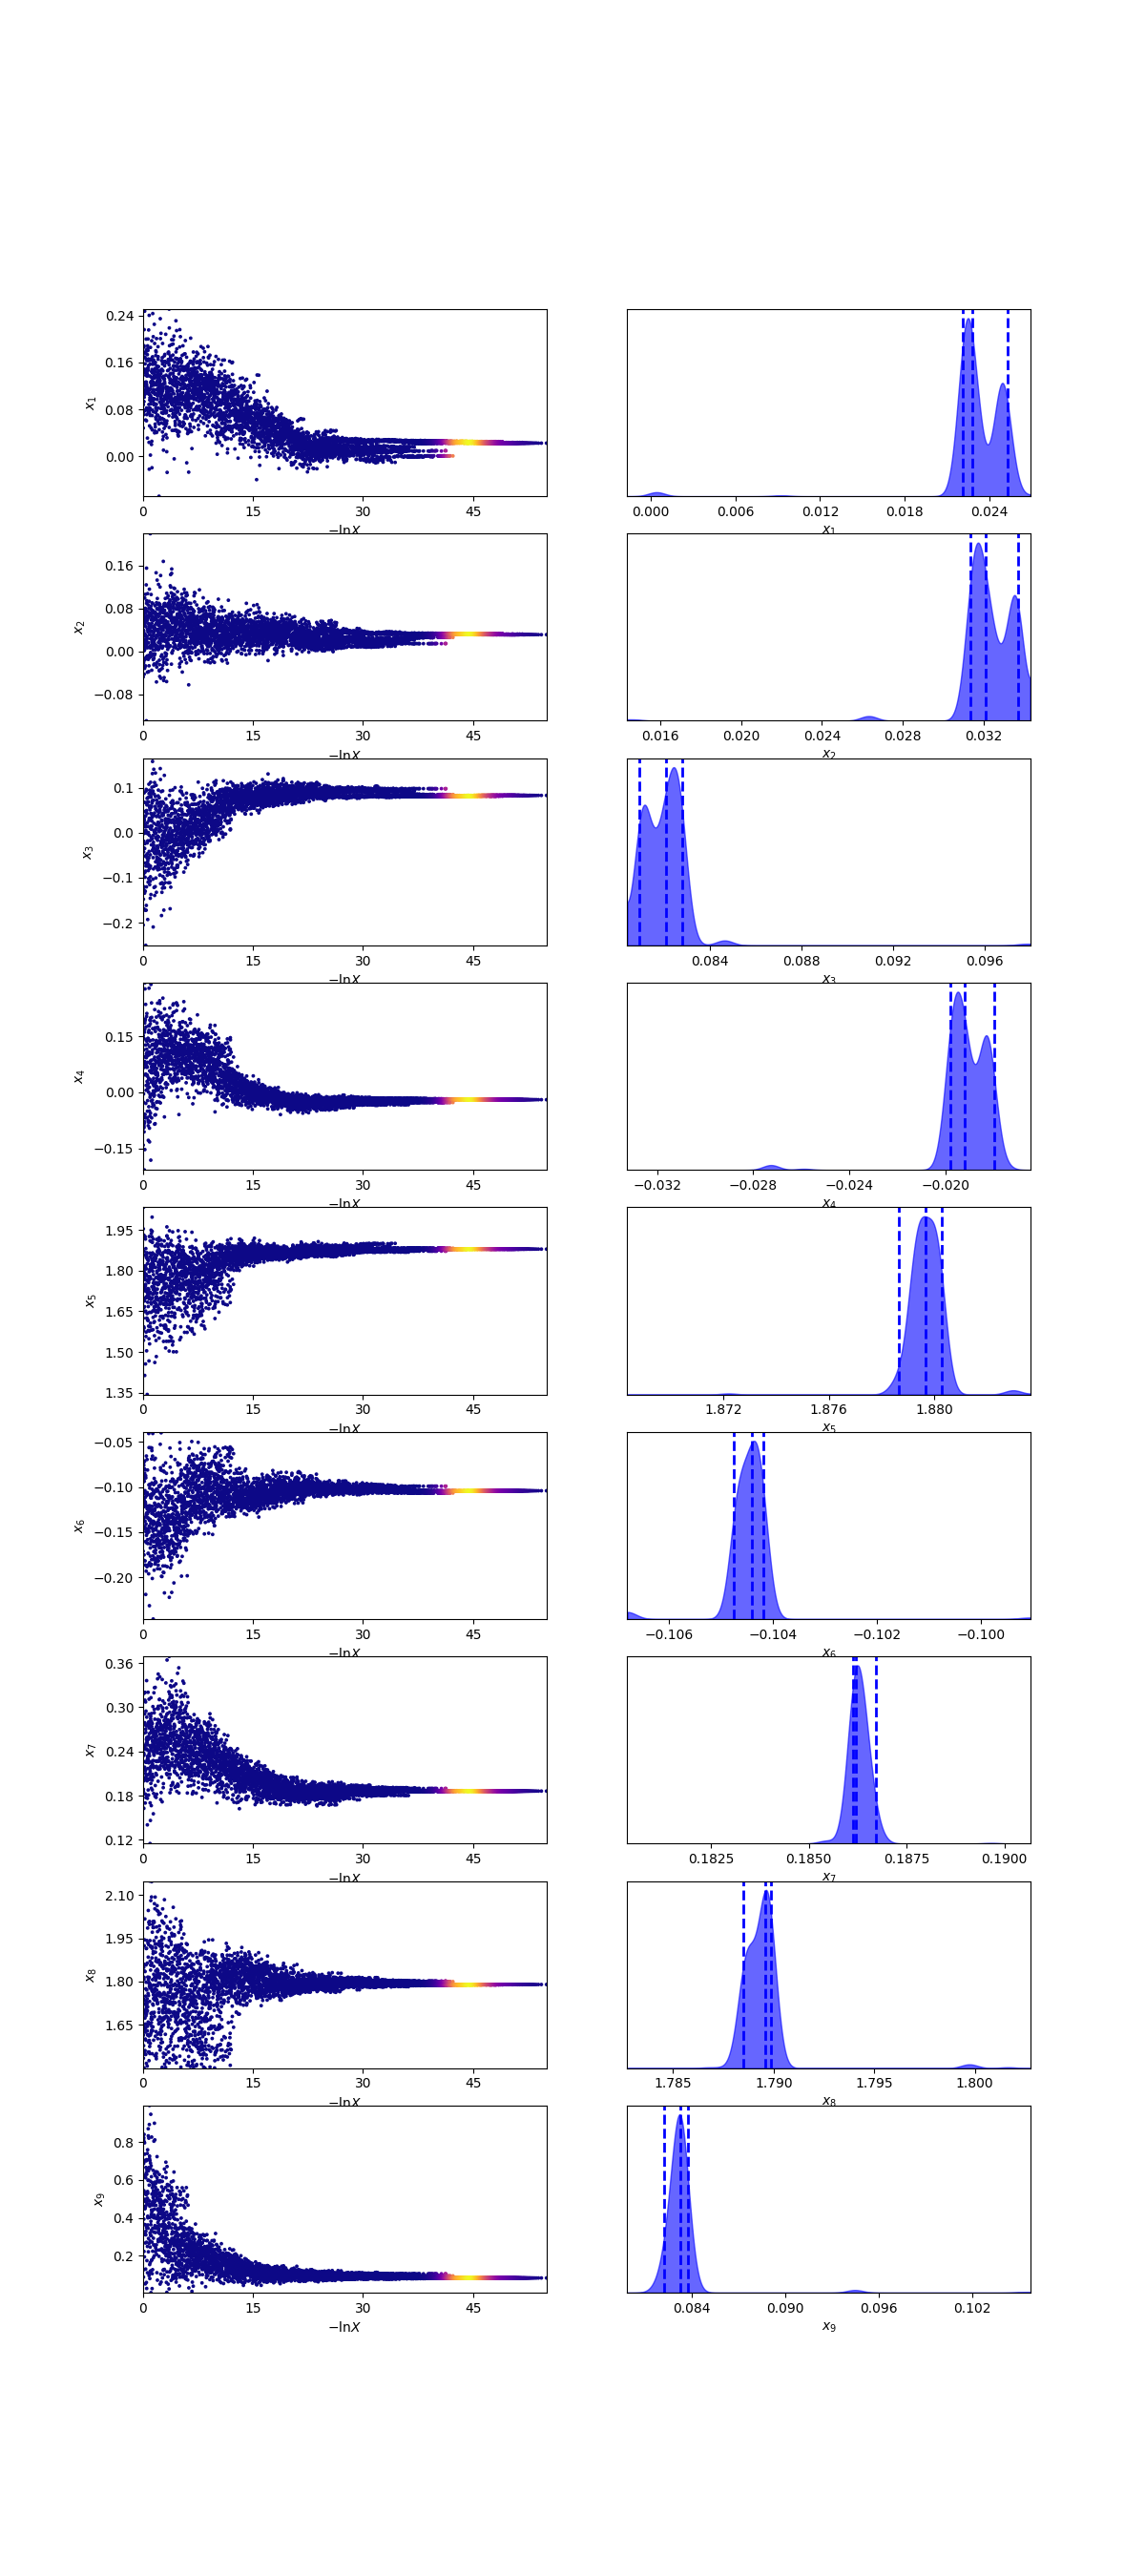 0.24
0.16
0.08
0.00
x₁
0 15 30 45
−lnX
0.000 0.006 0.012 0.018 0.024
x₁
0.16
0.08
0.00
−0.08
x₂
0 15 30 45
−lnX
0.016 0.020 0.024 0.028 0.032
x₂
0.1
0.0
−0.1
−0.2
x₃
0 15 30 45
−lnX
0.084 0.088 0.092 0.096
x₃
0.15
0.00
−0.15
x₄
0 15 30 45
−lnX
−0.032 −0.028 −0.024 −0.020
x₄
1.95
1.80
1.65
1.50
1.35
x₅
0 15 30 45
−lnX
1.872 1.876 1.880
x₅
−0.05
−0.10
−0.15
−0.20
x₆
0 15 30 45
−lnX
−0.106 −0.104 −0.102 −0.100
x₆
0.36
0.30
0.24
0.18
0.12
x₇
0 15 30 45
−lnX
0.1825 0.1850 0.1875 0.1900
x₇
2.10
1.95
1.80
1.65
x₈
0 15 30 45
−lnX
1.785 1.790 1.795 1.800
x₈
0.8
0.6
0.4
0.2
x₉
0 15 30 45
−lnX
0.084 0.090 0.096 0.102
x₉